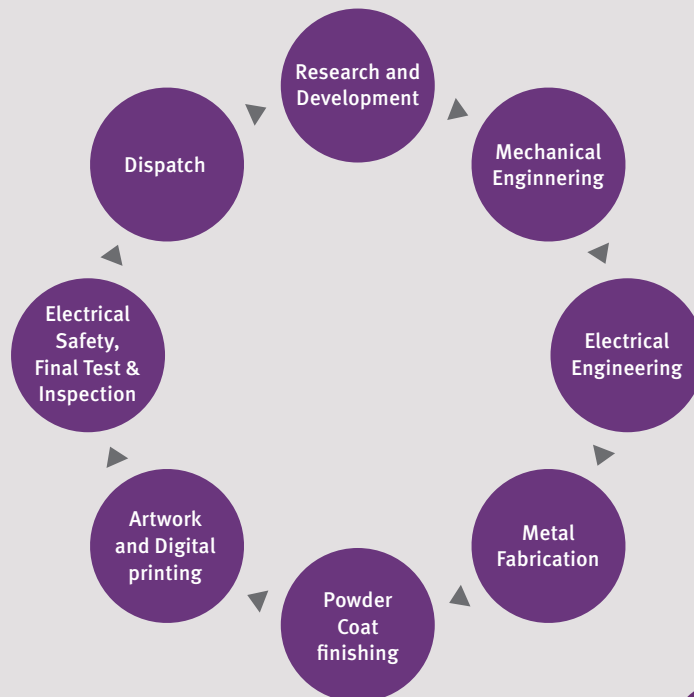 Research and
Development
Mechanical
Enginnering
Electrical
Engineering
Metal
Fabrication
Powder
Coat
finishing
Artwork
and Digital
printing
Electrical
Safety,
Final Test &
Inspection
Dispatch